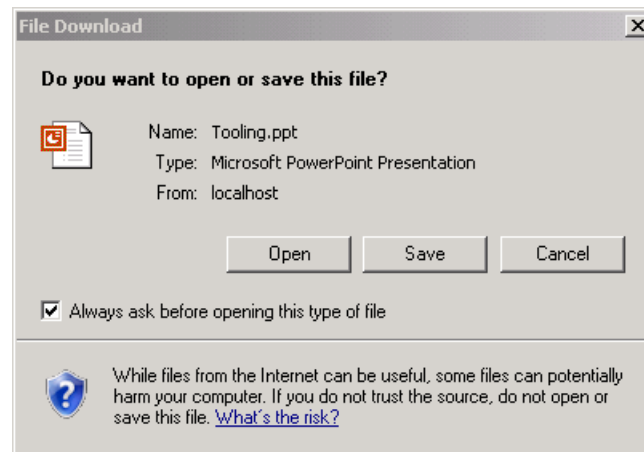 File Download
Do you want to open or save this file?
Name: Tooling.ppt
Type: Microsoft PowerPoint Presentation
From: localhost
Open Save Cancel
Always ask before opening this type of file
While files from the Internet can be useful, some files can potentially
harm your computer. If you do not trust the source, do not open or
save this file. What's the risk?